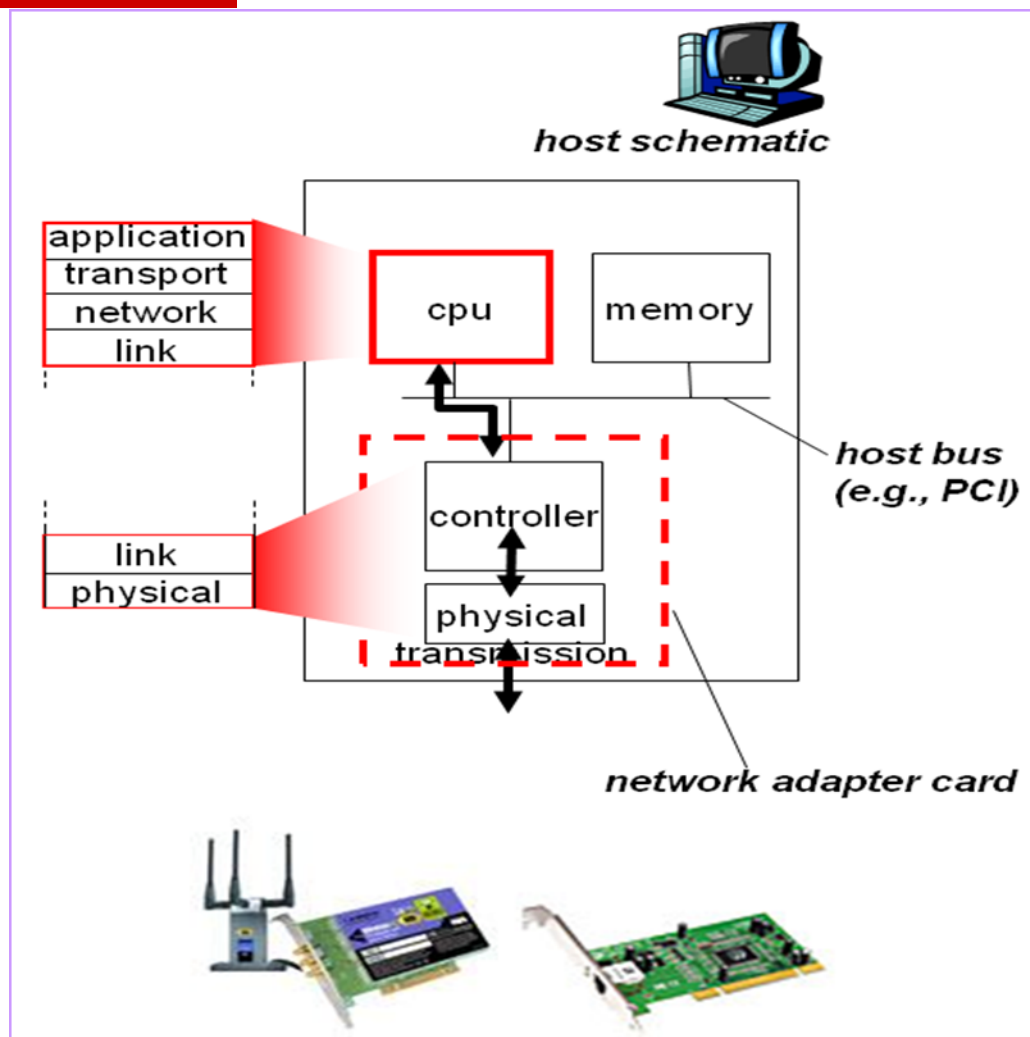 host schematic
application
transport
network
link
cpu
memory
host bus
(e.g., PCI)
controller
link
physical
physical
transmission
network adapter card